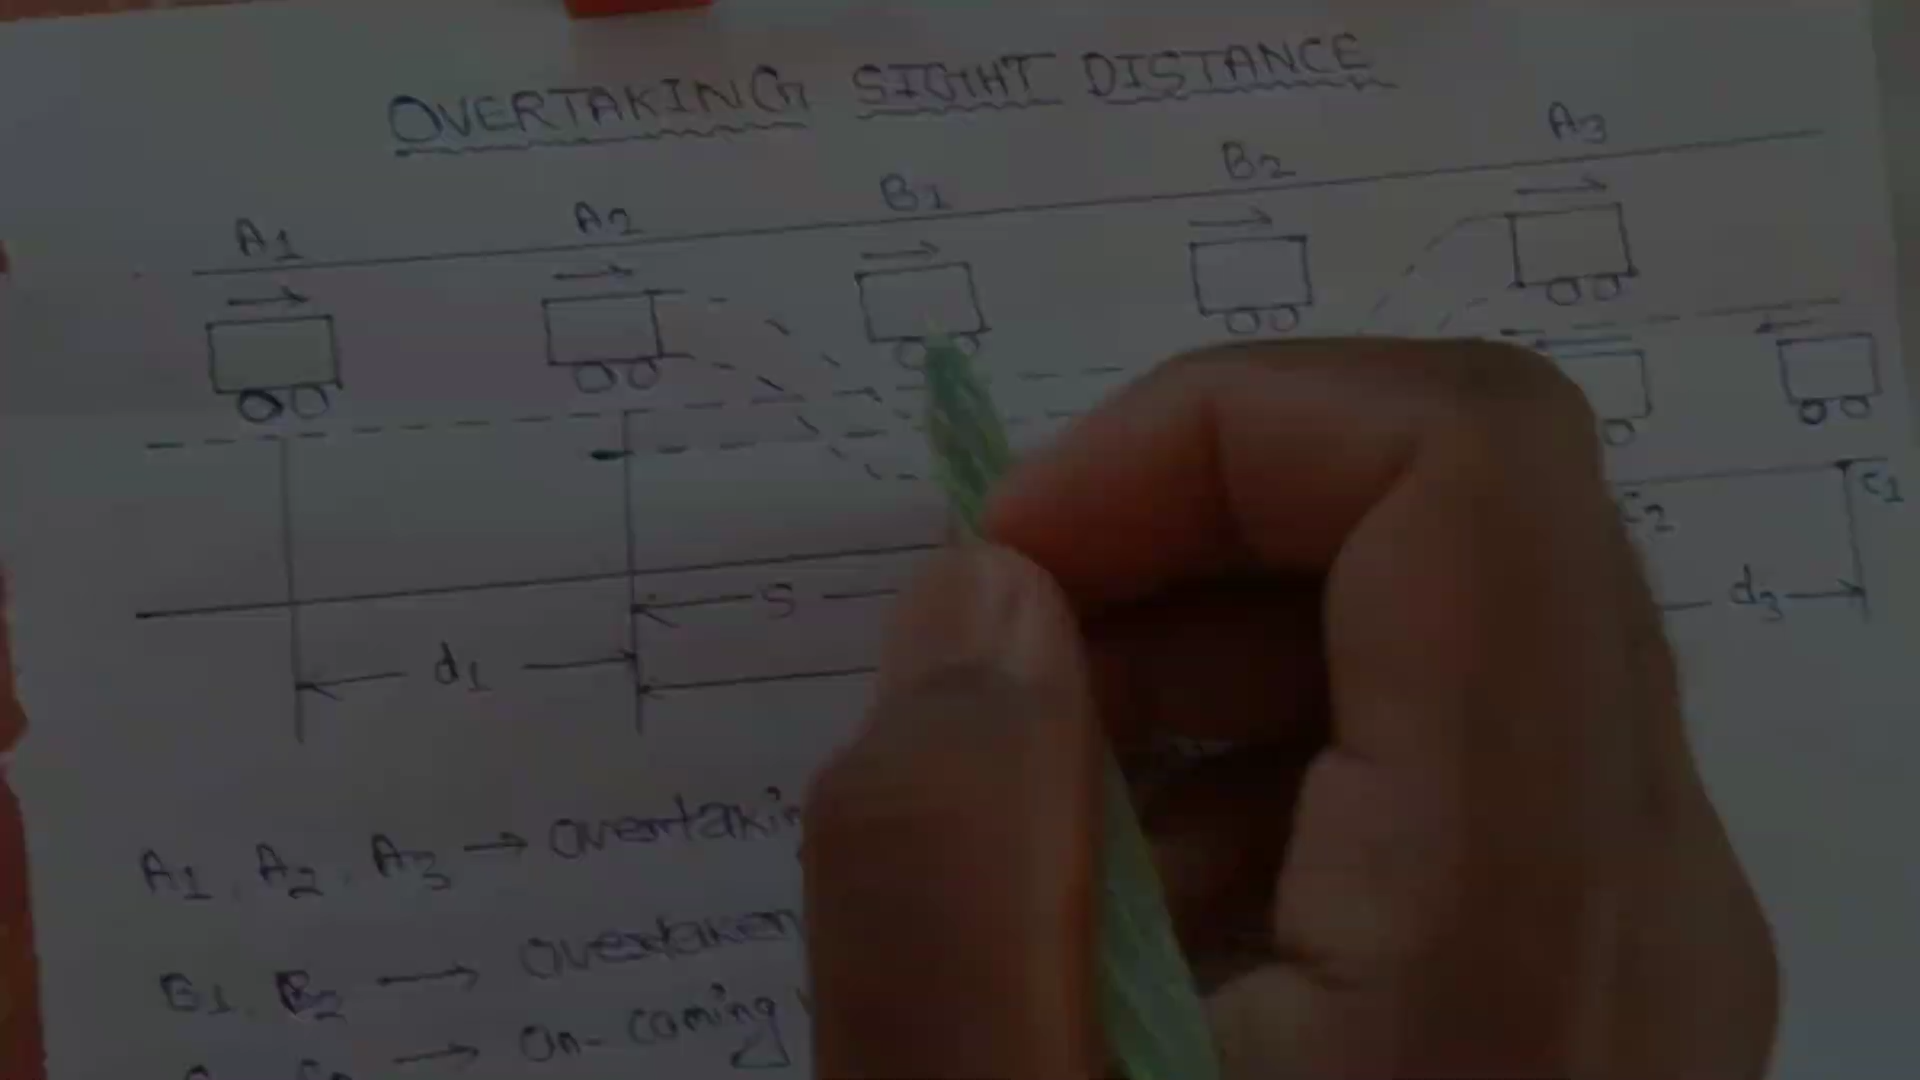 OVERTAKING SIGHT DISTANCE
A1 A2 B1 B2 A3
C2 C1
S
d1 d3
A1, A2, A3 → overtakin
B1, B2 → overtaken
→ on-coming